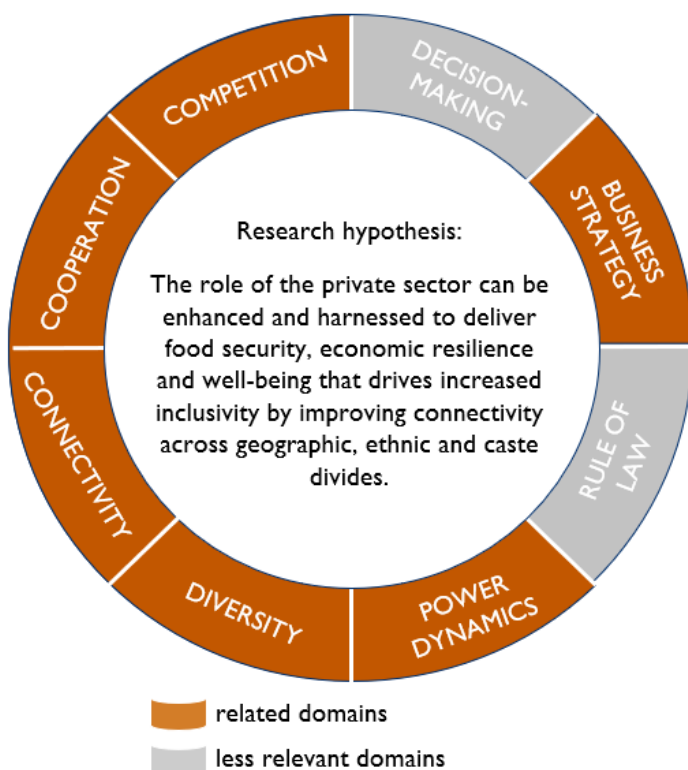 COMPETITION
DECISION-
MAKING
BUSINESS
STRATEGY
RULE OF
LAW
POWER
DYNAMICS
DIVERSITY
CONNECTIVITY
COOPERATION
Research hypothesis:
The role of the private sector can be
enhanced and harnessed to deliver
food security, economic resilience
and well-being that drives increased
inclusivity by improving connectivity
across geographic, ethnic and caste
divides.
related domains
less relevant domains